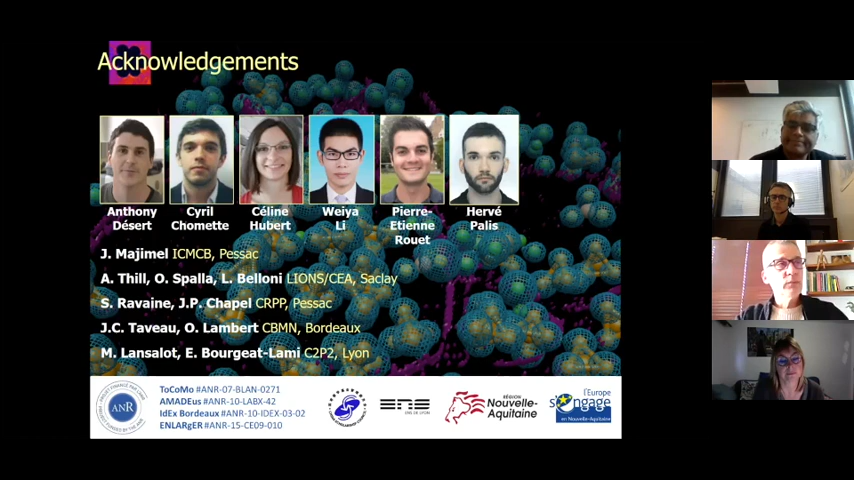 Acknowledgements
Anthony Désert
Cyril Chomette
Céline Hubert
Weiya Li
Pierre-Etienne Rouet
Hervé Palis
J. Majimel ICMCB, Pessac
A. Thill, O. Spalla, L. Belloni LIONS/CEA, Saclay
S. Ravaine, J.P. Chapel CRPP, Pessac
J.C. Taveau, O. Lambert CBMN, Bordeaux
M. Lansalot, E. Bourgeat-Lami C2P2, Lyon
ANR
ToCoMo #ANR-07-BLAN-0271
AMADEus #ANR-10-LABX-42
IdEx Bordeaux #ANR-10-IDEX-03-02
ENLARgER #ANR-15-CE09-010
ENS
ENS DE LYON
RÉGION
Nouvelle-
Aquitaine
l'Europe
s'engage
en Nouvelle-Aquitaine